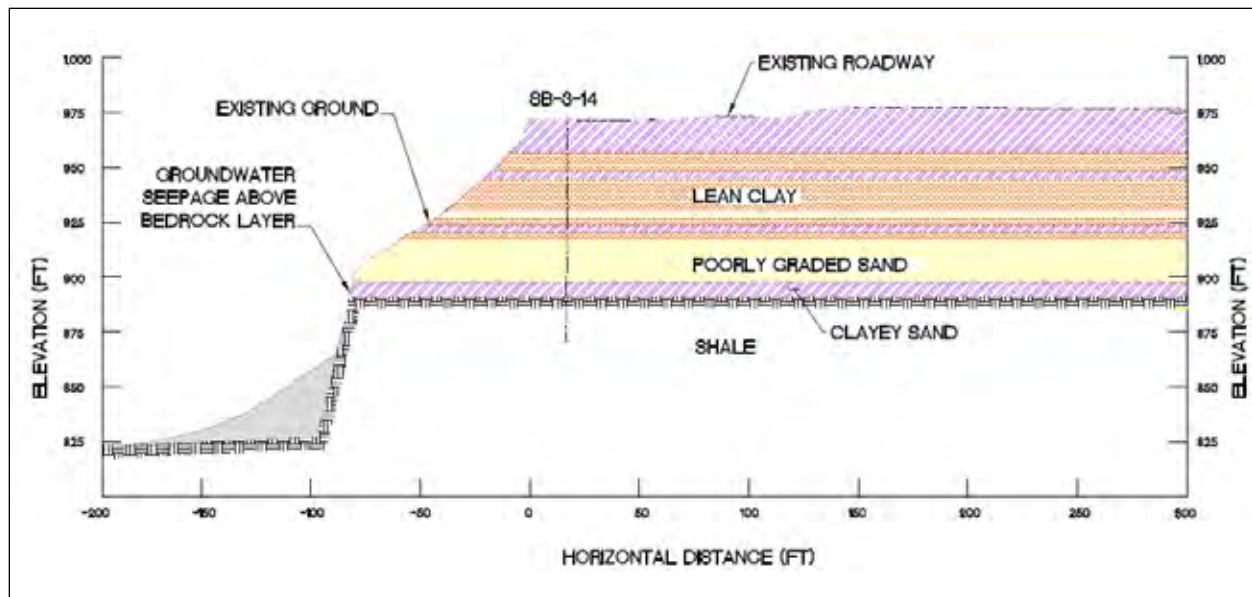 1,000
1,000
EXISTING ROADWAY
SB-3-14
EXISTING GROUND
975
975
GROUNDWATER
SEEPAGE ABOVE
BEDROCK LAYER
950
950
LEAN CLAY
925
925
POORLY GRADED SAND
900
900
CLAYEY SAND
875
875
SHALE
850
850
825
825
ELEVATION (FT)
ELEVATION (FT)
-200
-150
-100
-50
0
50
100
150
200
250
300
HORIZONTAL DISTANCE (FT)